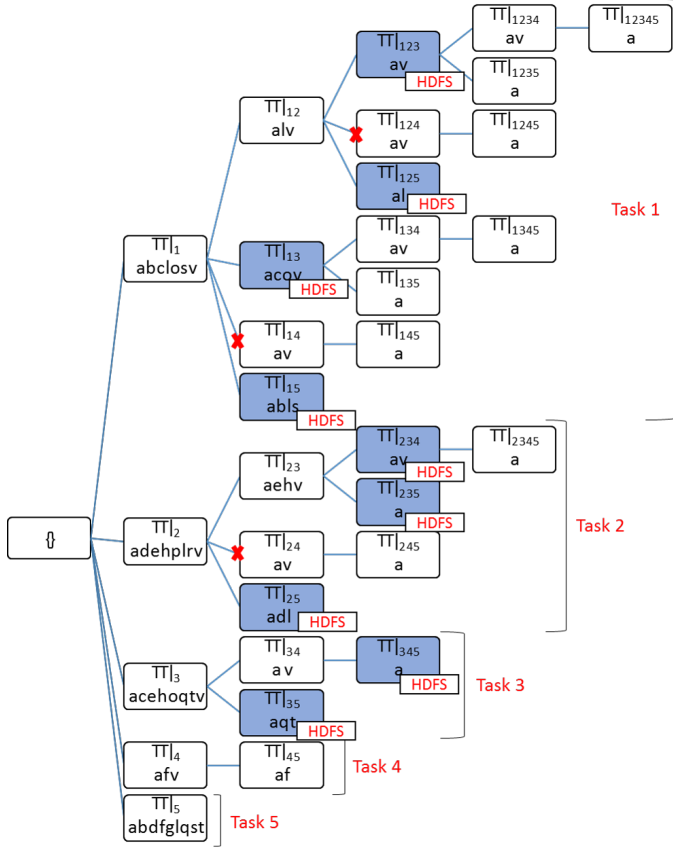 TT|1234
av
TT|12345
a
TT|123
av
HDFS
TT|1235
a
TT|12
alv
TT|124
av
TT|1245
a
TT|125
al
HDFS
Task 1
TT|134
av
TT|1345
a
TT|1
abclosv
TT|13
acov
HDFS
TT|135
a
TT|14
av
TT|145
a
TT|15
abls
HDFS
TT|234
av
HDFS
TT|2345
a
TT|23
aehv
TT|235
a
HDFS
Task 2
{}
TT|2
adehplrv
TT|24
av
TT|245
a
TT|25
adl
HDFS
TT|34
av
TT|345
a
HDFS
Task 3
TT|3
acehoqtv
TT|35
aqt
HDFS
TT|4
afv
TT|45
af
Task 4
TT|5
abdfglqst
Task 5